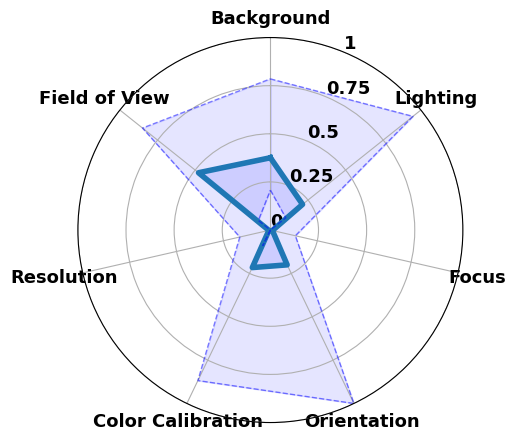 Background
1
0.75
Field of View
Lighting
0.5
0.25
0
Resolution
Focus
Color Calibration
Orientation